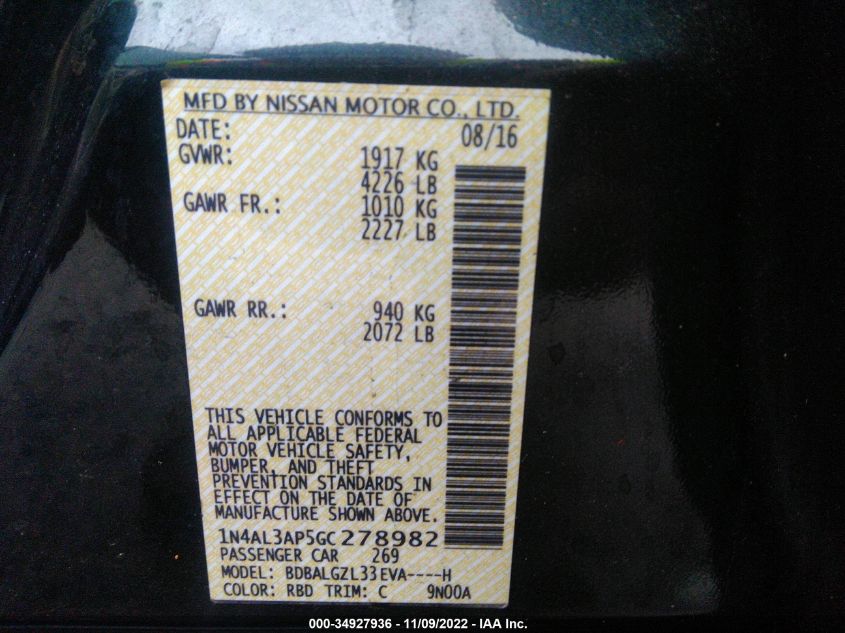 MFD BY NISSAN MOTOR CO., LTD.
DATE: 08/16
GVWR: 1917 KG
4226 LB
GAWR FR.: 1010 KG
2227 LB
GAWR RR.: 940 KG
2072 LB
THIS VEHICLE CONFORMS TO
ALL APPLICABLE FEDERAL
MOTOR VEHICLE SAFETY,
BUMPER, AND THEFT
PREVENTION STANDARDS IN
EFFECT ON THE DATE OF
MANUFACTURE SHOWN ABOVE.
1N4AL3AP5GC278982
PASSENGER CAR 269
MODEL: BDBALGZL33EVA----H
COLOR: RBD TRIM: C 9N00A
000-34927936 - 11/09/2022 - IAA Inc.